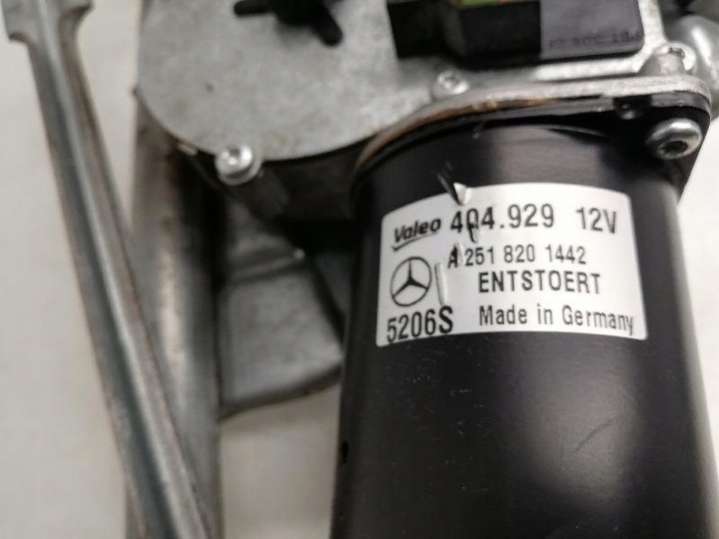 Valeo 404.929 12V
A 251 820 1442
ENTSTOERT
5206S Made in Germany